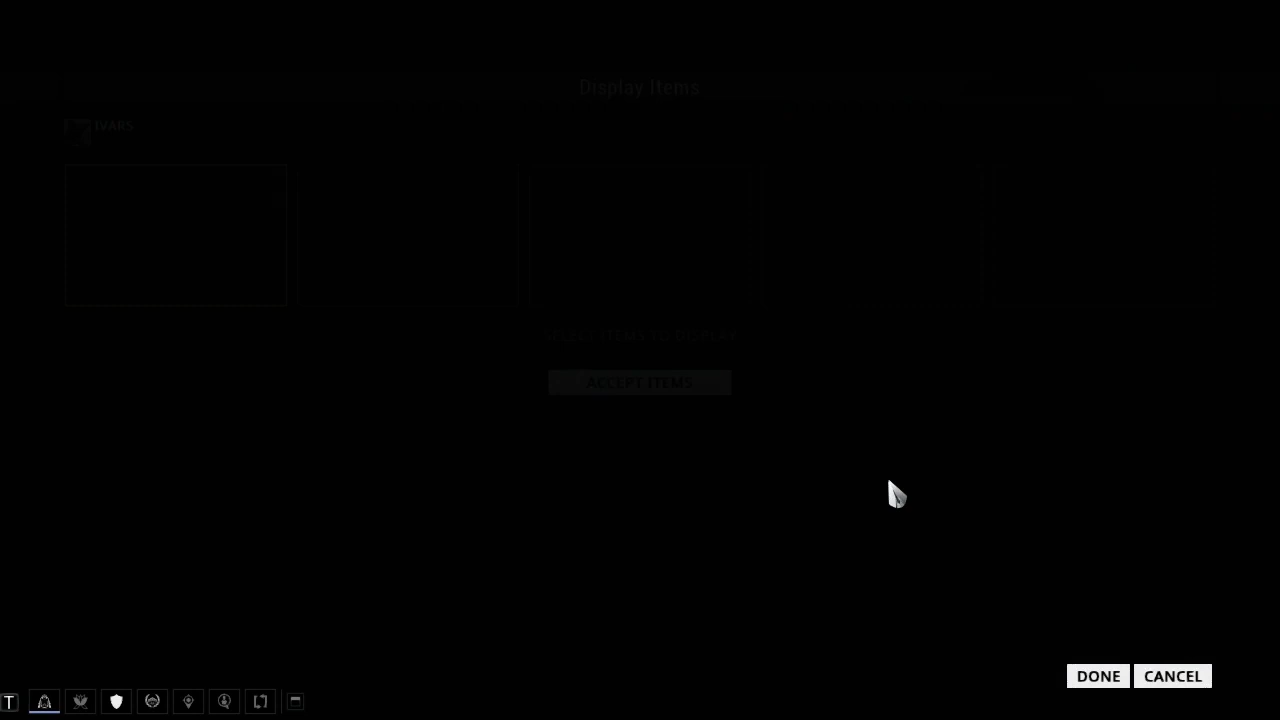 Display Items
IVARS
SELECT ITEMS TO DISPLAY
ACCEPT ITEMS
DONE CANCEL
T